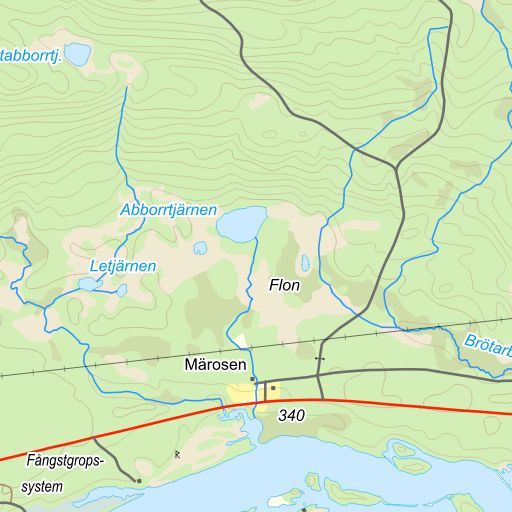 tabborrtj.
Abborrtjärnen
Letjärnen
Flon
Brötarb
Märosen
340
Fångstgrops-
system
R